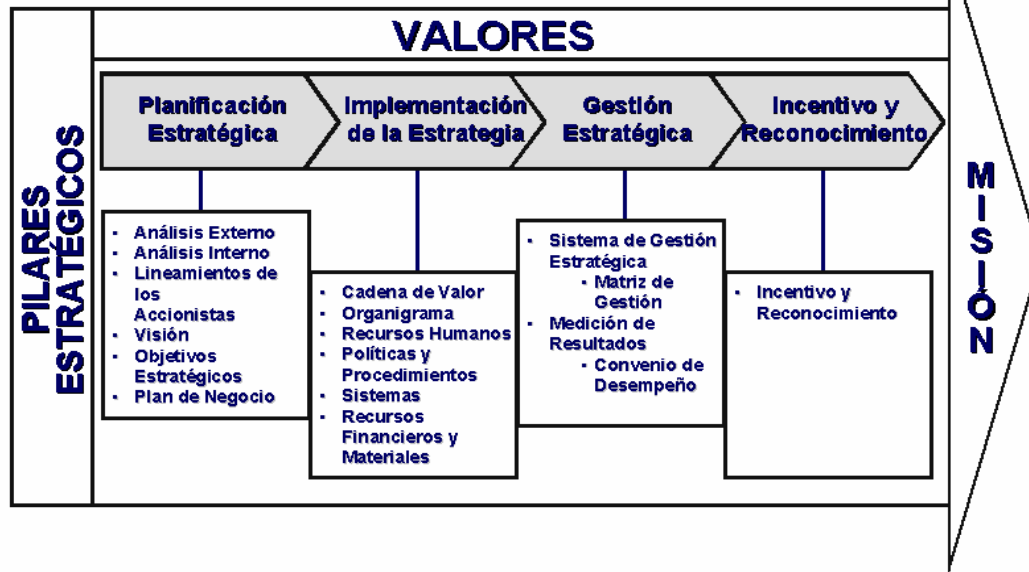 VALORES
PILARES
ESTRATÉGICOS
Planificación
Estratégica
Implementación
de la Estrategia
Gestión
Estratégica
Incentivo y
Reconocimiento
• Análisis Externo
• Análisis Interno
• Lineamientos de
los
Accionistas
• Visión
• Objetivos
Estratégicos
• Plan de Negocio
• Cadena de Valor
• Organigrama
• Recursos Humanos
• Políticas y
Procedimientos
• Sistemas
• Recursos
Financieros y
Materiales
• Sistema de Gestión
Estratégica
• Matriz de
Gestión
• Medición de
Resultados
• Convenio de
Desempeño
• Incentivo y
Reconocimiento
MISIÓN